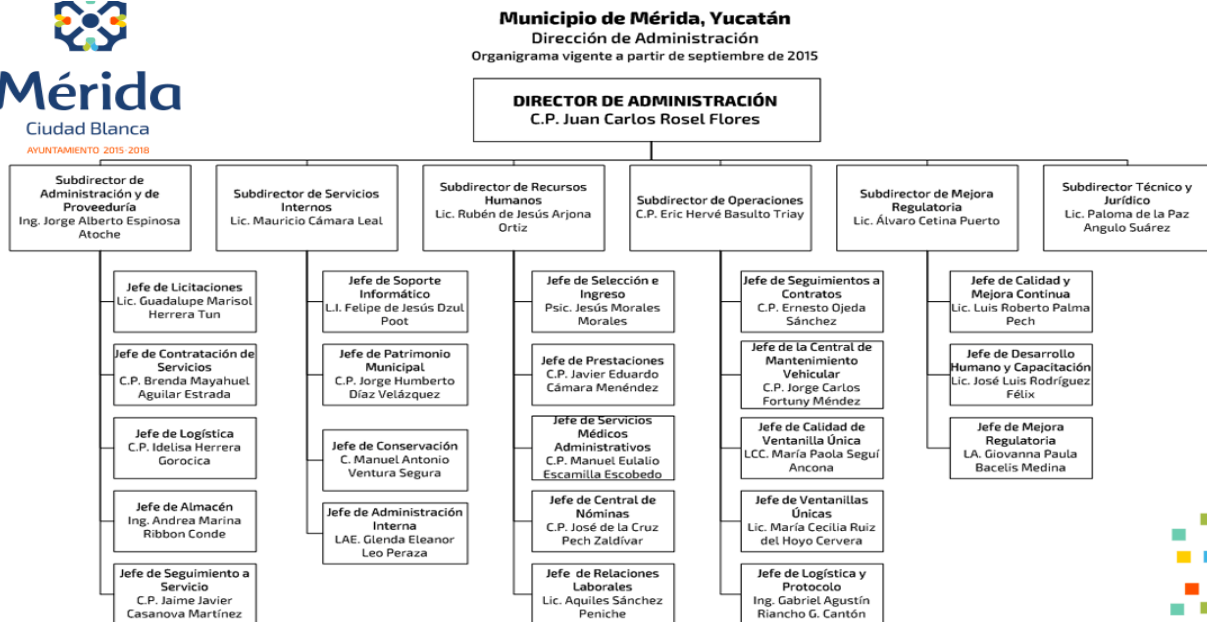 Mérida
Ciudad Blanca
AYUNTAMIENTO 2015-2018
Municipio de Mérida, Yucatán
Dirección de Administración
Organigrama vigente a partir de septiembre de 2015
DIRECTOR DE ADMINISTRACIÓN
C.P. Juan Carlos Rosel Flores
Subdirector de
Administración y de
Proveeduría
Ing. Jorge Alberto Espinosa
Atoche
Subdirector de Servicios
Internos
Lic. Mauricio Cámara Leal
Subdirector de Recursos
Humanos
Lic. Rubén de Jesús Arjona
Ortiz
Subdirector de Operaciones
C.P. Eric Hervé Basulto Triay
Subdirector de Mejora
Regulatoria
Lic. Álvaro Cetina Puerto
Subdirector Técnico y
Jurídico
Lic. Paloma de la Paz
Angulo Suárez
Jefe de Licitaciones
Lic. Guadalupe Marisol
Herrera Tun
Jefe de Contratación de
Servicios
C.P. Brenda Mayahuel
Aguilar Estrada
Jefe de Logística
C.P. Idelisa Herrera
Gorocica
Jefe de Almacén
Ing. Andrea Marina
Ribbon Conde
Jefe de Seguimiento a
Servicio
C.P. Jaime Javier
Casanova Martínez
Jefe de Soporte
Informático
L.I. Felipe de Jesús Dzul
Poot
Jefe de Patrimonio
Municipal
C.P. Jorge Humberto
Díaz Velázquez
Jefe de Conservación
C. Manuel Antonio
Ventura Segura
Jefe de Administración
Interna
LAE. Glenda Eleanor
Leo Peraza
Jefe de Selección e
Ingreso
Psic. Jesús Morales
Morales
Jefe de Prestaciones
C.P. Javier Eduardo
Cámara Menéndez
Jefe de Servicios
Médicos
Administrativos
C.P. Manuel Eulalio
Escamilla Escobedo
Jefe de Central de
Nóminas
C.P. José de la Cruz
Pech Zaldívar
Jefe de Relaciones
Laborales
Lic. Aquiles Sánchez
Peniche
Jefe de Seguimientos a
Contratos
C.P. Ernesto Ojeda
Sánchez
Jefe de la Central de
Mantenimiento
Vehicular
C.P. Jorge Carlos
Fortuny Méndez
Jefe de Calidad de
Ventanilla Única
LCC. María Paola Seguí
Ancona
Jefe de Ventanillas
Únicas
Lic. María Cecilia Ruiz
del Hoyo Cervera
Jefe de Logística y
Protocolo
Ing. Gabriel Agustín
Riancho G. Cantón
Jefe de Calidad y
Mejora Continua
Lic. Luis Roberto Palma
Pech
Jefe de Desarrollo
Humano y Capacitación
Lic. José Luis Rodríguez
Félix
Jefe de Mejora
Regulatoria
LA. Giovanna Paula
Bacelis Medina